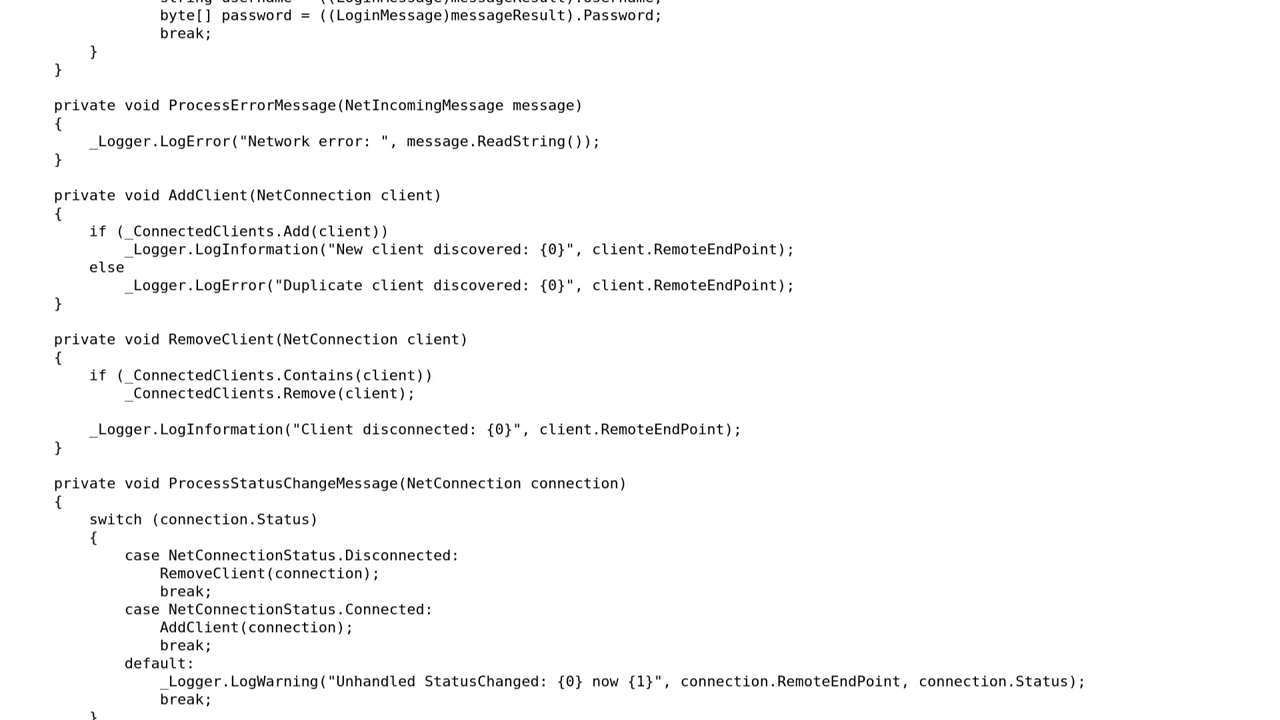 string username = ((LoginMessage)messageResult).Username;
byte[] password = ((LoginMessage)messageResult).Password;
break;
}
}
private void ProcessErrorMessage(NetIncomingMessage message)
{
_Logger.LogError("Network error: ", message.ReadString());
}
private void AddClient(NetConnection client)
{
if (_ConnectedClients.Add(client))
_Logger.LogInformation("New client discovered: {0}", client.RemoteEndPoint);
else
_Logger.LogError("Duplicate client discovered: {0}", client.RemoteEndPoint);
}
private void RemoveClient(NetConnection client)
{
if (_ConnectedClients.Contains(client))
_ConnectedClients.Remove(client);
_Logger.LogInformation("Client disconnected: {0}", client.RemoteEndPoint);
}
private void ProcessStatusChangeMessage(NetConnection connection)
{
switch (connection.Status)
{
case NetConnectionStatus.Disconnected:
RemoveClient(connection);
break;
case NetConnectionStatus.Connected:
AddClient(connection);
break;
default:
_Logger.LogWarning("Unhandled StatusChanged: {0} now {1}", connection.RemoteEndPoint, connection.Status);
break;
}